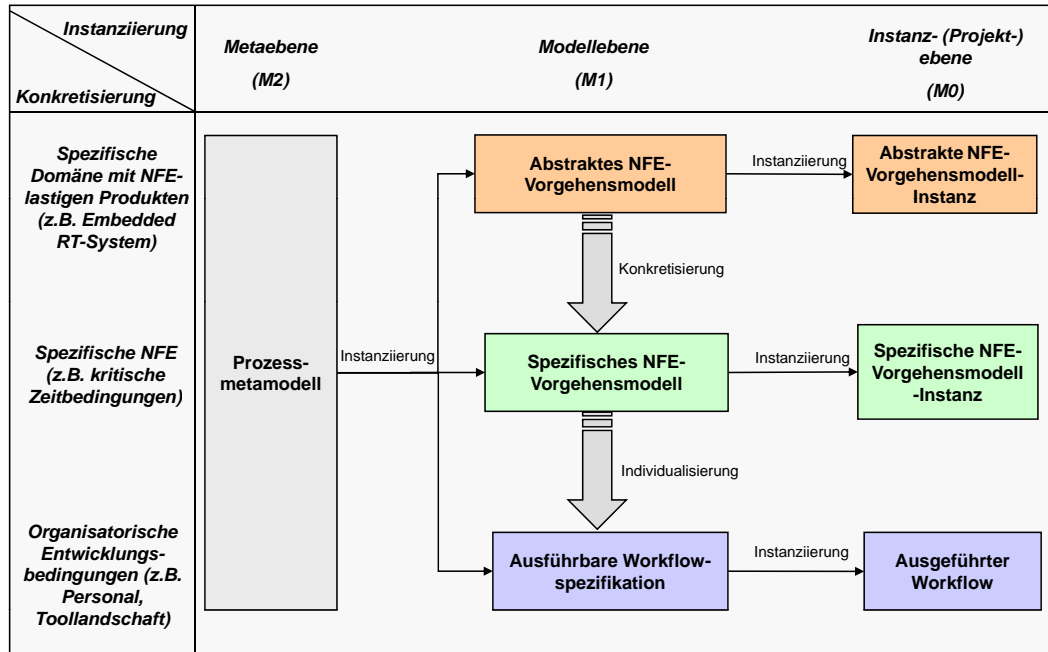 Instanziierung
Konkretisierung
Metaebene
(M2)
Modellebene
(M1)
Instanz- (Projekt-)
ebene
(M0)
Spezifische
Domäne mit NFE-
lastigen Produkten
(z.B. Embedded
RT-System)
Spezifische NFE
(z.B. kritische
Zeitbedingungen)
Organisatorische
Entwicklungs-
bedingungen (z.B.
Personal,
Toollandschaft)
Prozess-
metamodell
Instanziierung
Abstraktes NFE-
Vorgehensmodell
Instanziierung
Abstrakte NFE-
Vorgehensmodell-
Instanz
Konkretisierung
Spezifisches NFE-
Vorgehensmodell
Instanziierung
Spezifische NFE-
Vorgehensmodell
-Instanz
Individualisierung
Ausführbare Workflow-
spezifikation
Instanziierung
Ausgeführter
Workflow